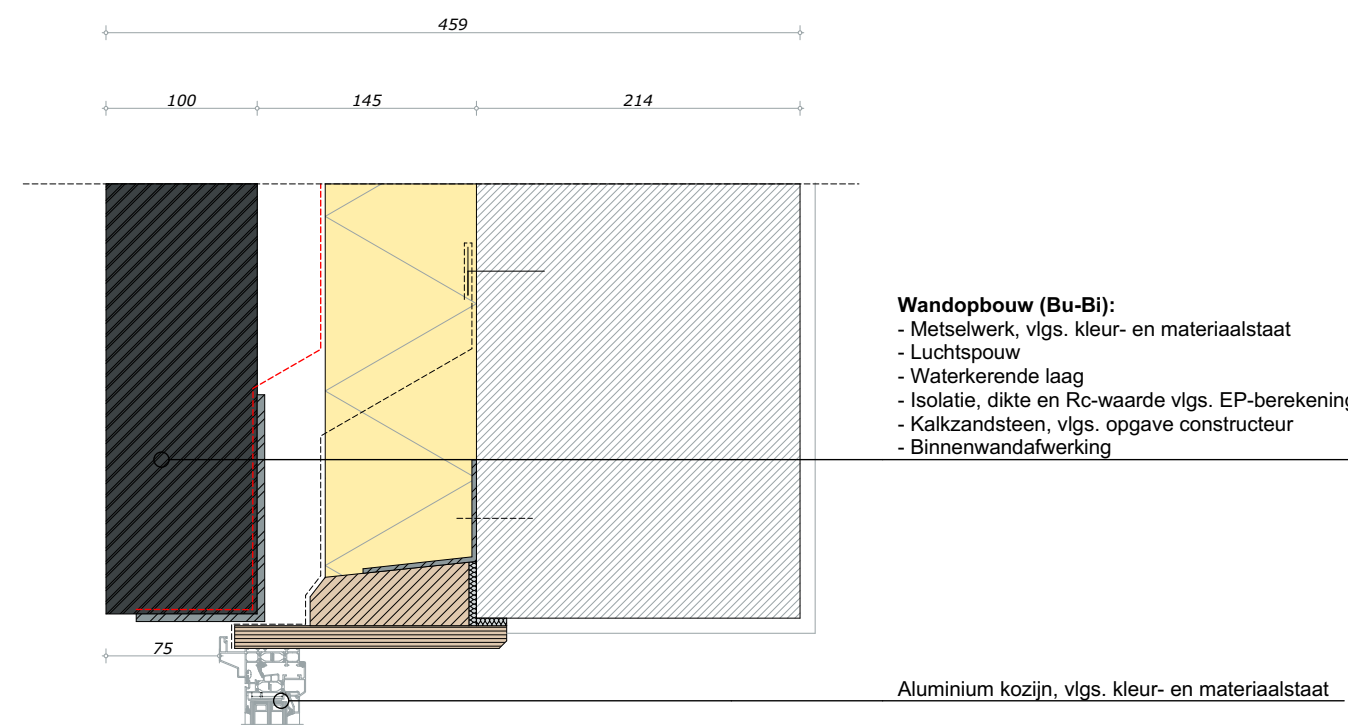 459
100 145 214
Wandopbouw (Bu-Bi):
- Metselwerk, vlgs. kleur- en materiaalstaat
- Luchtspouw
- Waterkerende laag
- Isolatie, dikte en Rc-waarde vlgs. EP-berekening
- Kalkzandsteen, vlgs. opgave constructeur
- Binnenwandafwerking
75
Aluminium kozijn, vlgs. kleur- en materiaalstaat